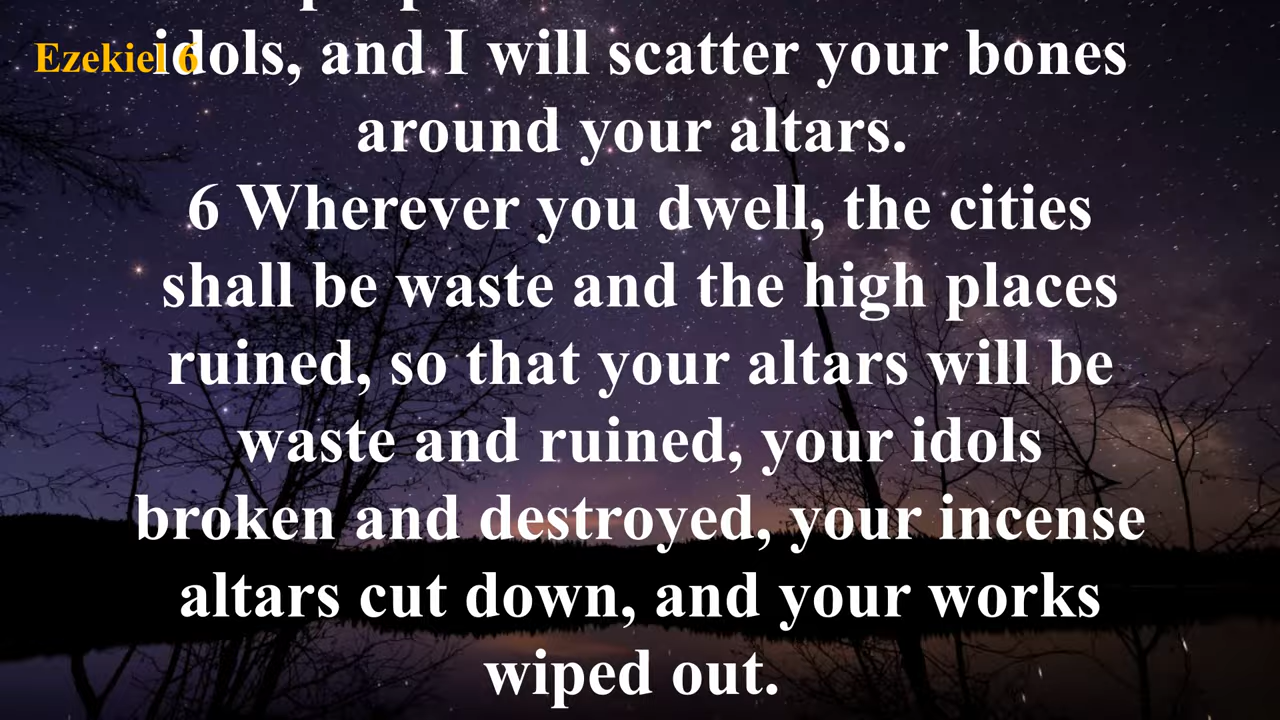 Ezekiel 6
idols, and I will scatter your bones
around your altars.
6 Wherever you dwell, the cities
shall be waste and the high places
ruined, so that your altars will be
waste and ruined, your idols
broken and destroyed, your incense
altars cut down, and your works
wiped out.